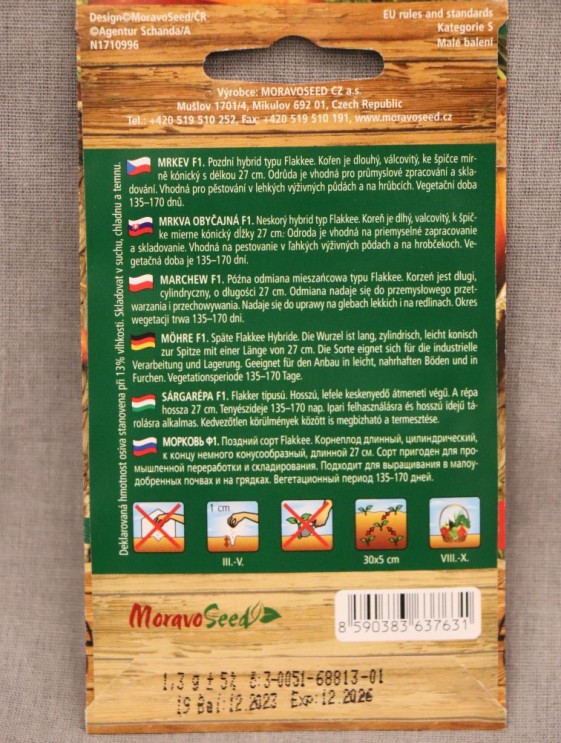 Design©MoravoSeed/ČR
©Agentur Schanda/A
N1710996
EU rules and standards
Kategorie S
Malé balení
Výrobce: MORAVOSEED CZ a.s.
Mušlov 1701/4, Mikulov 692 01, Czech Republic
Tel.: +420 519 510 252, Fax: +420 519 510 191, www.moravoseed.cz
Deklarovaná hmotnost osiva stanovena při 13% vlhkosti. Skladovat v suchu, chladnu a temnu.
MRKEV F1. Pozdní hybrid typu Flakkee. Kořen je dlouhý, válcovitý, ke špičce mír-
ně kónický s délkou 27 cm. Odrůda je vhodná pro průmyslové zpracování a skla-
dování. Vhodná pro pěstování v lehkých výživných půdách a na hrůbcích. Vegetační doba
135–170 dnů.
MRKVA OBYČAJNÁ F1. Neskorý hybrid typ Flakkee. Koreň je dlhý, valcovitý, k špič-
ke mierne kónický dĺžky 27 cm. Odroda je vhodná na priemyselné zapracovanie
a skladovanie. Vhodná na pestovanie v ľahkých výživných pôdach a na hrobčekoch. Ve-
getačná doba je 135–170 dní.
MARCHEW F1. Późna odmiana mieszańcowa typu Flakkee. Korzeń jest długi,
cylindryczny, o długości 27 cm. Odmiana nadaje się do przemysłowego przet-
warzania i przechowywania. Nadaje się do uprawy na glebach lekkich i na redlinach. Okres
wegetacji trwa 135–170 dni.
MÖHRE F1. Späte Flakkee Hybride. Die Wurzel ist lang, zylindrisch, leicht konisch
zur Spitze mit einer Länge von 27 cm. Die Sorte eignet sich für die industrielle
Verarbeitung und Lagerung. Geeignet für den Anbau in leicht, nahrhaften Böden und in
Furchen. Vegetationsperiode 135–170 Tage.
SÁRGARÉPA F1. Flakker típusú. Hosszú, lefele keskenyedő átmeneti végű. A répa
hossza 27 cm. Tenyészideje 135–170 nap. Ipari felhasználásra és hosszú idejű tá-
rolásra alkalmas. Kedvezőtlen körülmények között is megbízható a termesztése.
МОРКОВЬ Ф1. Поздний сорт Flakkee. Корнеплод длинный, цилиндрический,
к концу немного конусообразный, длинной 27 см. Сорт пригоден для про-
мышленной переработки и складирования. Подходит для выращивания в малоу-
добренных почвах и на грядках. Вегетационный период 135–170 дней.
1 cm
III.-V.
30x5 cm
VIII.-X.
MoravoSeed
8 590383 637631
1,3 g ± 5% č:3-0051-68813-01
19 Bal:12.2023 Exp:12.2026